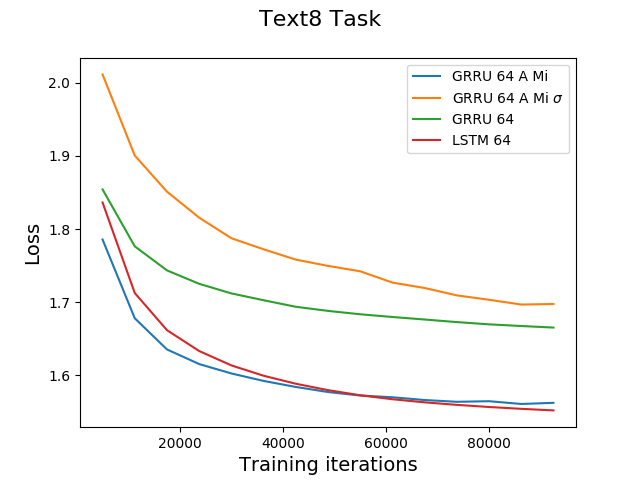 Text8 Task
GRRU 64 A Mi
GRRU 64 A Mi σ
GRRU 64
LSTM 64
2.0
1.9
1.8
1.7
1.6
Loss
20000 40000 60000 80000
Training iterations